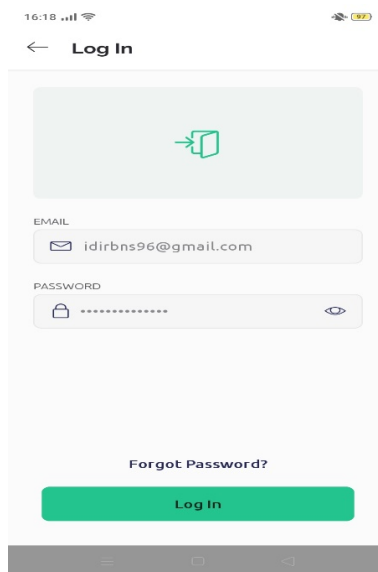 16:18
97
Log In
EMAIL
idirbns96@gmail.com
PASSWORD
•••••••••••••
Forgot Password?
Log In